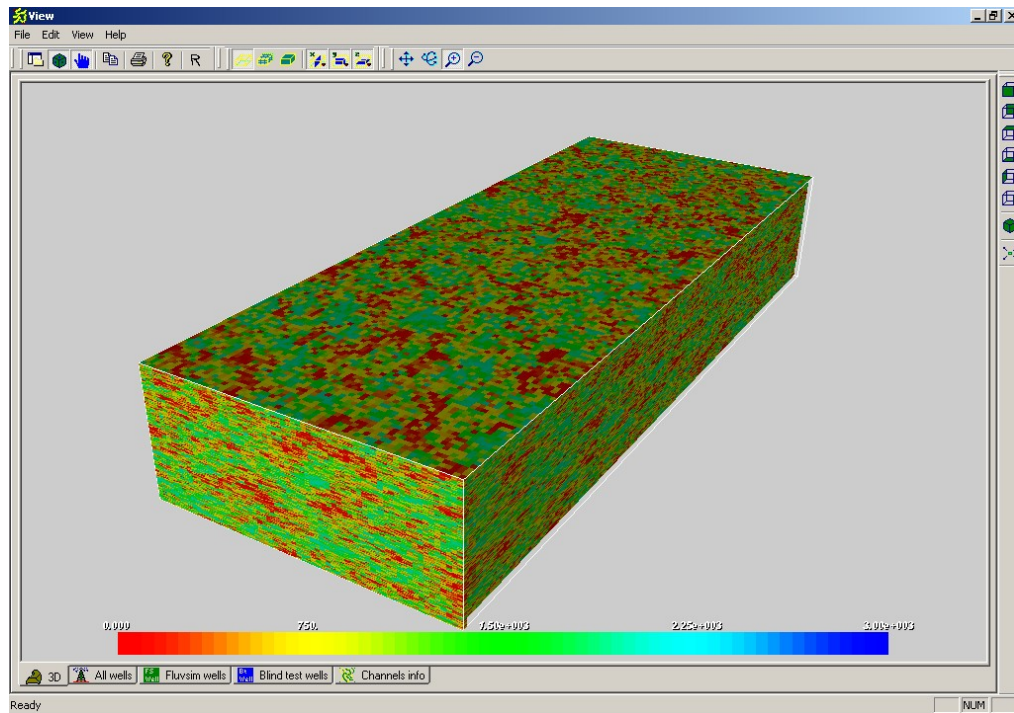 View
File Edit View Help
R
0.000 750. 1.50e+003 2.25e+003 3.00e+003
3D All wells Fluvsim wells Blind test wells Channels info
Ready NUM